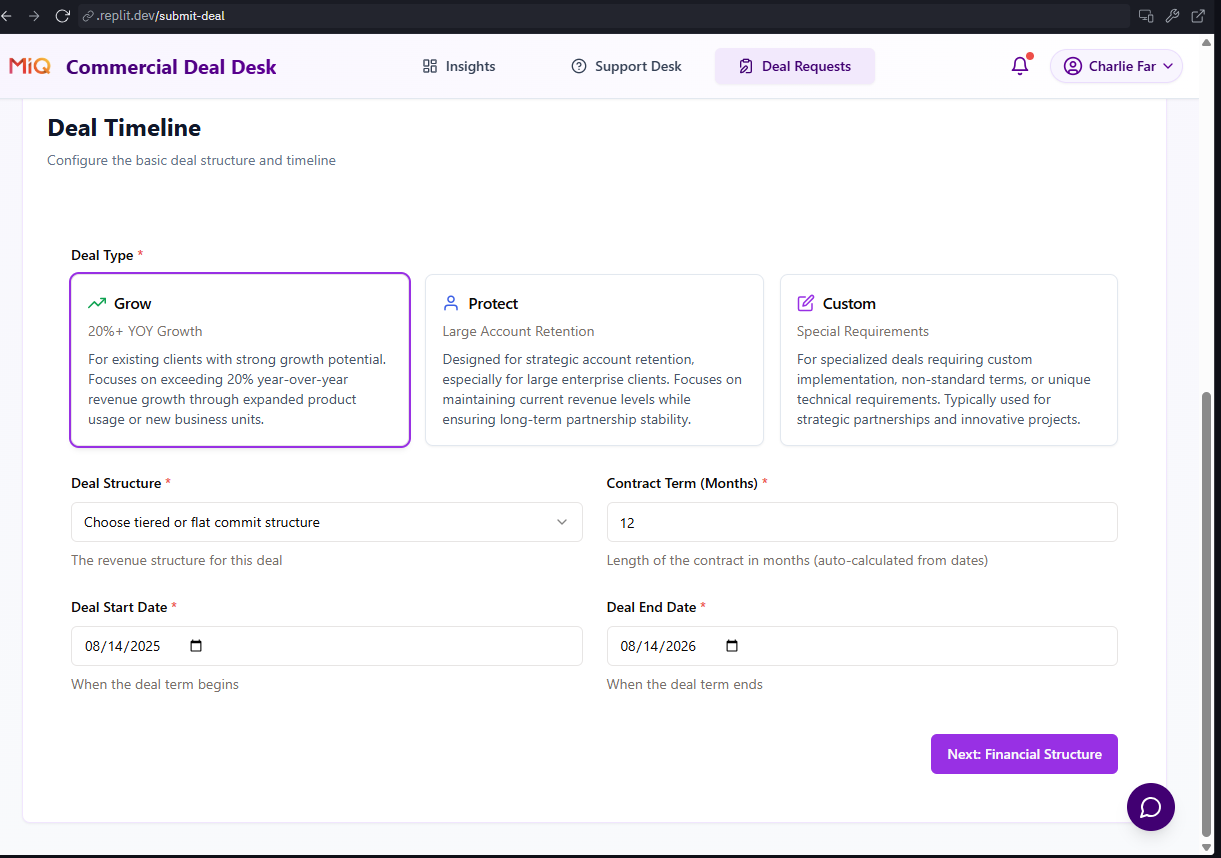 .replit.dev/submit-deal
MiQ Commercial Deal Desk
Insights
Support Desk
Deal Requests
Charlie Far
Deal Timeline
Configure the basic deal structure and timeline
Deal Type *
Grow
20%+ YOY Growth
For existing clients with strong growth potential.
Focuses on exceeding 20% year-over-year
revenue growth through expanded product
usage or new business units.
Protect
Large Account Retention
Designed for strategic account retention,
especially for large enterprise clients. Focuses on
maintaining current revenue levels while
ensuring long-term partnership stability.
Custom
Special Requirements
For specialized deals requiring custom
implementation, non-standard terms, or unique
technical requirements. Typically used for
strategic partnerships and innovative projects.
Deal Structure *
Choose tiered or flat commit structure
The revenue structure for this deal
Contract Term (Months) *
12
Length of the contract in months (auto-calculated from dates)
Deal Start Date *
08/14/2025
When the deal term begins
Deal End Date *
08/14/2026
When the deal term ends
Next: Financial Structure